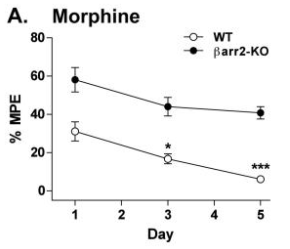 A. Morphine
WT
βarr2-KO
80
60
40
20
0
% MPE
*
***
1 2 3 4 5
Day